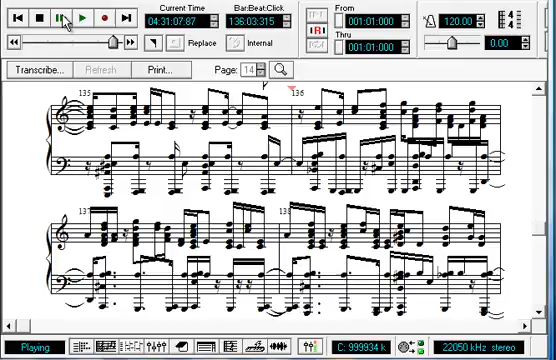 Current Time
Bar:Beat:Click
From
04:31:07:87
136:03:315
001:01:000
120.00
4
4
Replace
Internal
Thru
001:01:000
0.00
Transcribe...
Refresh
Print...
Page: 14
135
136
137
Playing
C: 999934 k
22050 kHz stereo